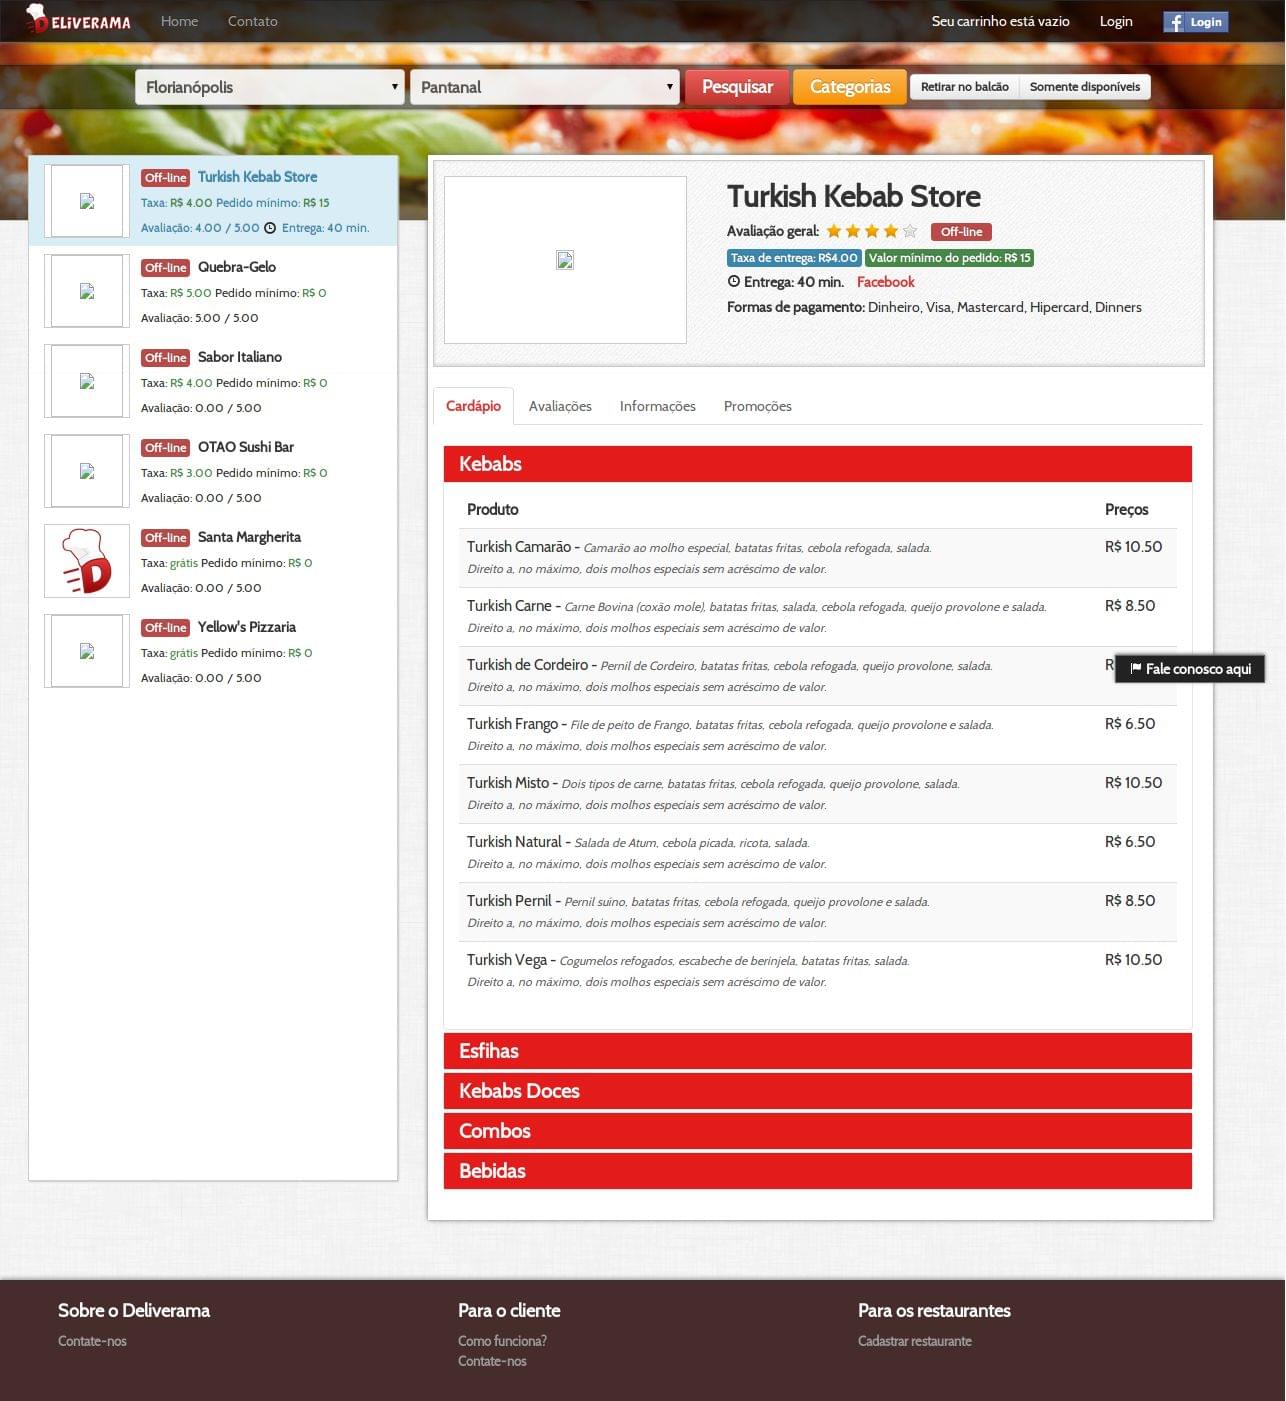 DELIVERAMA
Home
Contato
Seu carrinho está vazio
Login
f Login
Florianópolis
Pantanal
Pesquisar
Categorias
Retirar no balcão
Somente disponíveis
Off-line Turkish Kebab Store
Taxa: R$ 4.00 Pedido mínimo: R$ 15
Avaliação: 4.00 / 5.00 Entrega: 40 min.
Off-line Quebra-Gelo
Taxa: R$ 5.00 Pedido mínimo: R$ 0
Avaliação: 5.00 / 5.00
Off-line Sabor Italiano
Taxa: R$ 4.00 Pedido mínimo: R$ 0
Avaliação: 0.00 / 5.00
Off-line OTAO Sushi Bar
Taxa: R$ 3.00 Pedido mínimo: R$ 0
Avaliação: 0.00 / 5.00
D
Off-line Santa Margherita
Taxa: grátis Pedido mínimo: R$ 0
Avaliação: 0.00 / 5.00
Off-line Yellow's Pizzaria
Taxa: grátis Pedido mínimo: R$ 0
Avaliação: 0.00 / 5.00
Turkish Kebab Store
Avaliação geral: Off-line
Taxa de entrega: R$4.00 Valor mínimo do pedido: R$ 15
Entrega: 40 min. Facebook
Formas de pagamento: Dinheiro, Visa, Mastercard, Hipercard, Dinners
Cardápio
Avaliações
Informações
Promoções
Kebabs
Produto Preços
Turkish Camarão - Camarão ao molho especial, batatas fritas, cebola refogada, salada. R$ 10.50
Direito a, no máximo, dois molhos especiais sem acréscimo de valor.
Turkish Carne - Carne Bovina (coxão mole), batatas fritas, salada, cebola refogada, queijo provolone e salada. R$ 8.50
Direito a, no máximo, dois molhos especiais sem acréscimo de valor.
Turkish de Cordeiro - Pernil de Cordeiro, batatas fritas, cebola refogada, queijo provolone, salada.
Direito a, no máximo, dois molhos especiais sem acréscimo de valor.
Fale conosco aqui
Turkish Frango - File de peito de Frango, batatas fritas, cebola refogada, queijo provolone e salada. R$ 6.50
Direito a, no máximo, dois molhos especiais sem acréscimo de valor.
Turkish Misto - Dois tipos de carne, batatas fritas, cebola refogada, queijo provolone, salada. R$ 10.50
Direito a, no máximo, dois molhos especiais sem acréscimo de valor.
Turkish Natural - Salada de Atum, cebola picada, ricota, salada. R$ 6.50
Direito a, no máximo, dois molhos especiais sem acréscimo de valor.
Turkish Pernil - Pernil suino, batatas fritas, cebola refogada, queijo provolone e salada. R$ 8.50
Direito a, no máximo, dois molhos especiais sem acréscimo de valor.
Turkish Vega - Cogumelos refogados, escabeche de berinjela, batatas fritas, salada. R$ 10.50
Direito a, no máximo, dois molhos especiais sem acréscimo de valor.
Esfihas
Kebabs Doces
Combos
Bebidas
Sobre o Deliverama
Contate-nos
Para o cliente
Como funciona?
Contate-nos
Para os restaurantes
Cadastrar restaurante